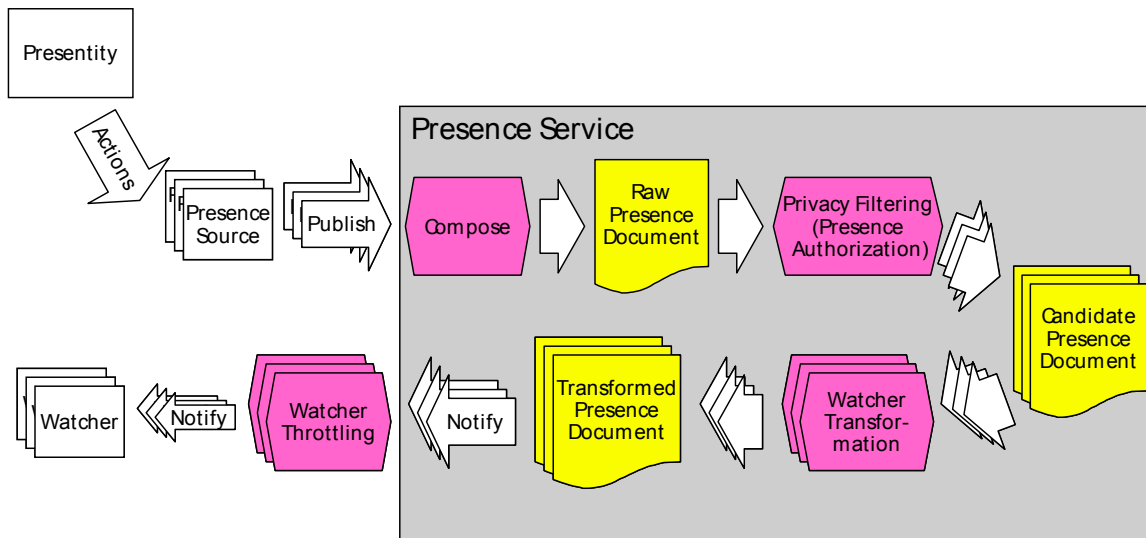 Presentity
Actions
Presence Service
Presence
Source
Publish
Compose
Raw
Presence
Document
Privacy Filtering
(Presence
Authorization)
Candidate
Presence
Document
Watcher
Transfor-
mation
Transformed
Presence
Document
Notify
Watcher
Throttling
Notify
Watcher